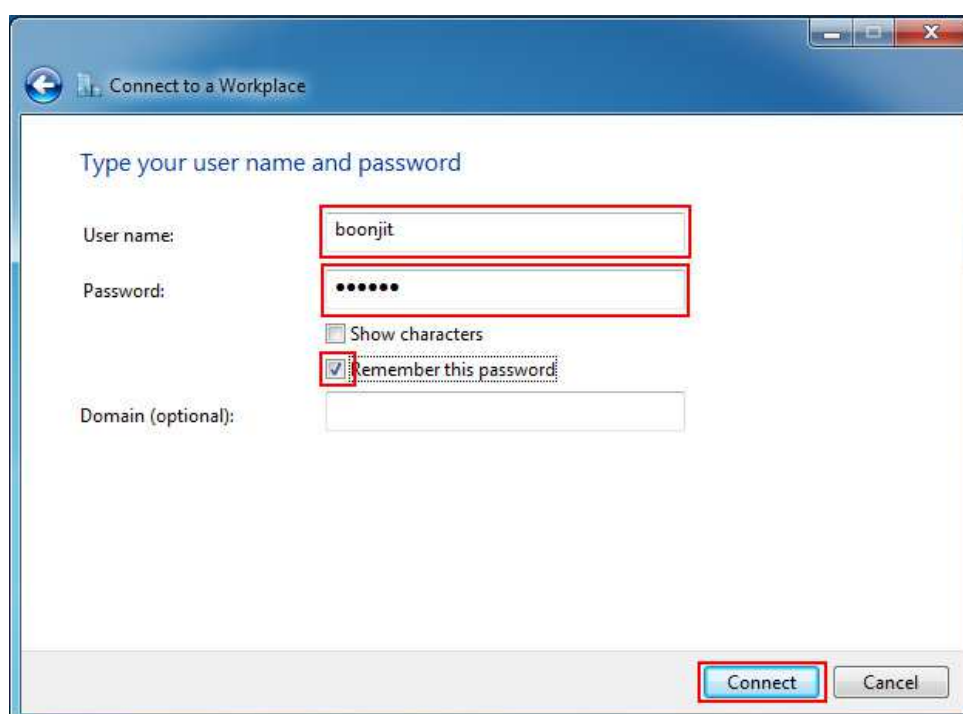 Connect to a Workplace
Type your user name and password
User name:
boonjit
Password:
••••••
Show characters
Remember this password
Domain (optional):
Connect
Cancel